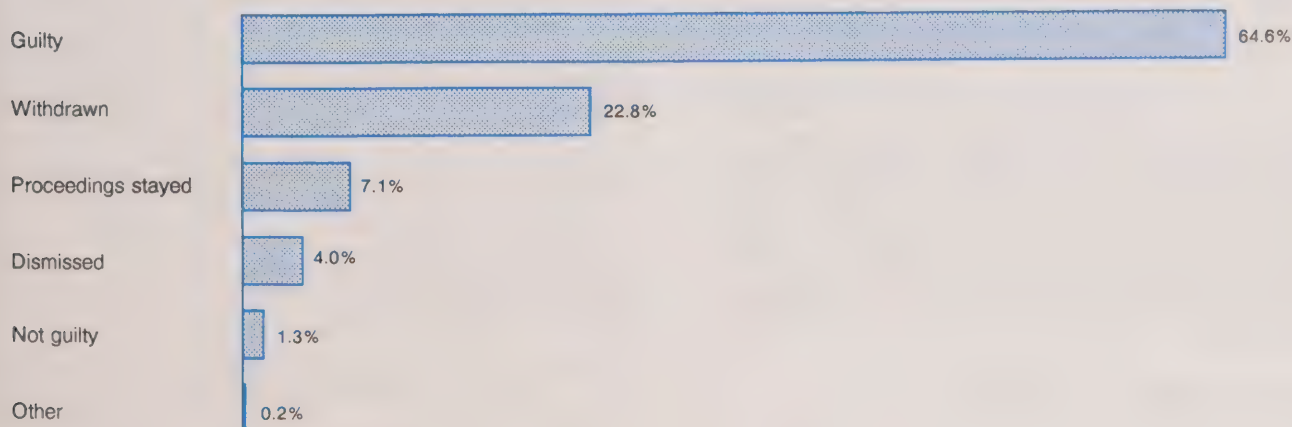 Guilty 64.6%
Withdrawn 22.8%
Proceedings stayed 7.1%
Dismissed 4.0%
Not guilty 1.3%
Other 0.2%